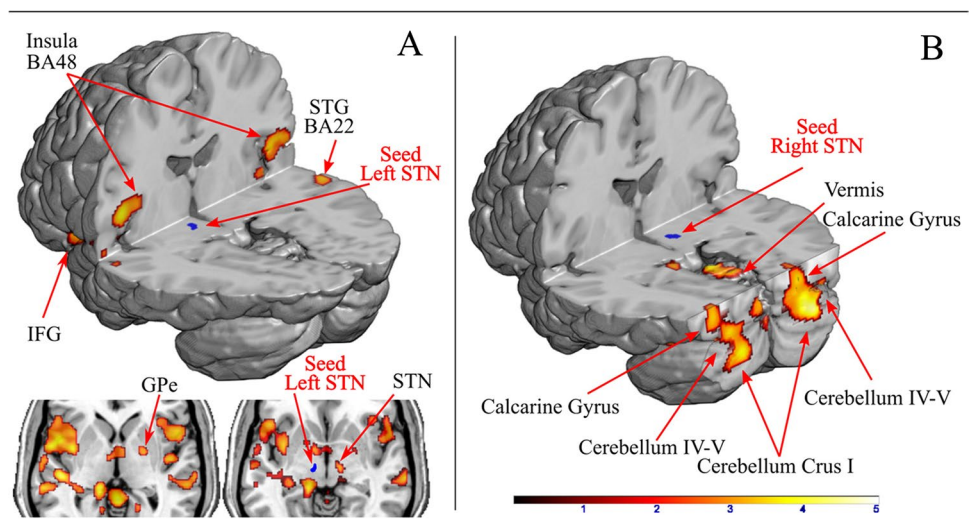 A
Insula
BA48
STG
BA22
Seed
Left STN
IFG
GPe
Seed
Left STN
STN
B
Seed
Right STN
Vermis
Calcarine Gyrus
Calcarine Gyrus
Cerebellum IV-V
Cerebellum IV-V
Cerebellum Crus I
1 2 3 4 5